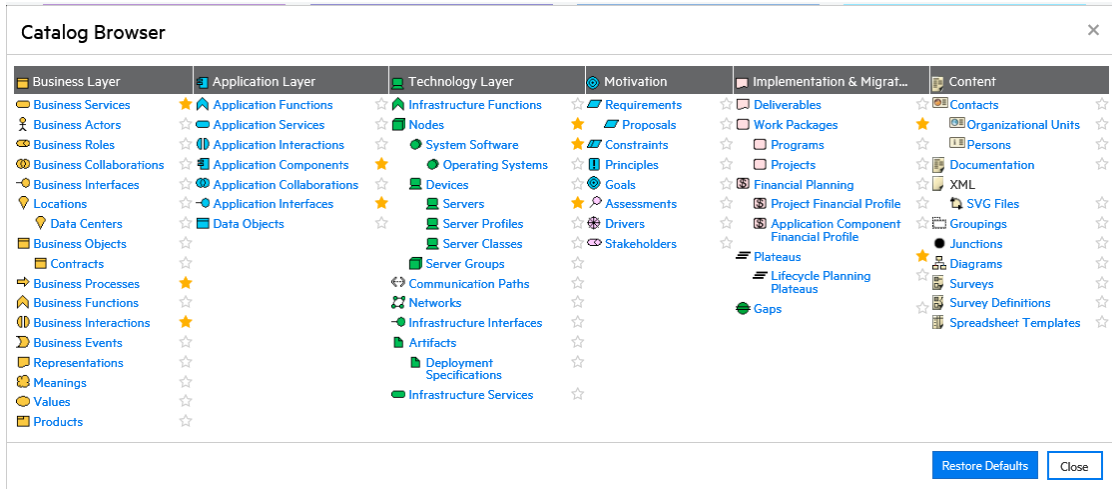 Catalog Browser
×
Business Layer
Business Services
Business Actors
Business Roles
Business Collaborations
Business Interfaces
Locations
Data Centers
Business Objects
Contracts
Business Processes
Business Functions
Business Interactions
Business Events
Representations
Meanings
Values
Products
Application Layer
Application Functions
Application Services
Application Interactions
Application Components
Application Collaborations
Application Interfaces
Data Objects
Technology Layer
Infrastructure Functions
Nodes
System Software
Operating Systems
Devices
Servers
Server Profiles
Server Classes
Server Groups
Communication Paths
Networks
Infrastructure Interfaces
Artifacts
Deployment
Specifications
Infrastructure Services
Motivation
Requirements
Proposals
Constraints
Principles
Goals
Assessments
Drivers
Stakeholders
Implementation & Migrat...
Deliverables
Work Packages
Programs
Projects
Financial Planning
Project Financial Profile
Application Component
Financial Profile
Plateaus
Lifecycle Planning
Plateaus
Gaps
Content
Contacts
Organizational Units
Persons
Documentation
XML
SVG Files
Groupings
Junctions
Diagrams
Surveys
Survey Definitions
Spreadsheet Templates
Restore Defaults
Close